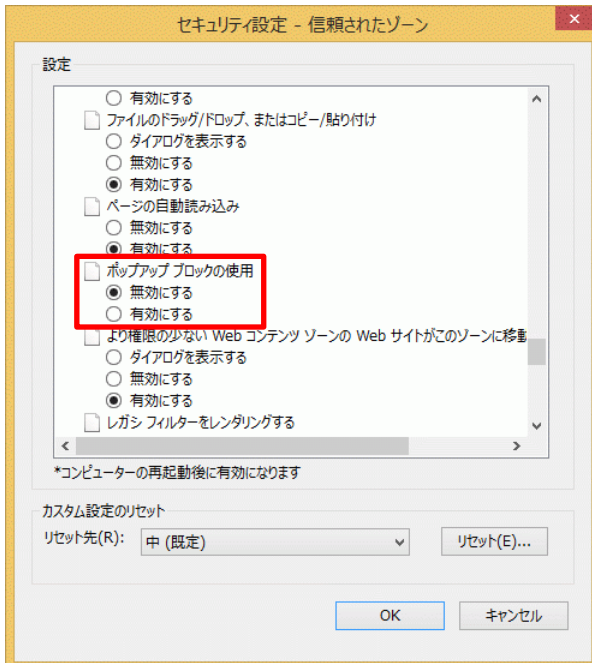 セキュリティ設定 - 信頼されたゾーン
設定
有効にする
ファイルのドラッグ/ドロップ、またはコピー/貼り付け
ダイアログを表示する
無効にする
有効にする
ページの自動読み込み
無効にする
有効にする
ポップアップ ブロックの使用
無効にする
有効にする
より権限の少ない Web コンテンツ ゾーンの Web サイトがこのゾーンに移動
ダイアログを表示する
無効にする
有効にする
レガシ フィルターをレンダリングする
*コンピューターの再起動後に有効になります
カスタム設定のリセット
リセット先(R): 中 (既定) リセット(E)...
OK キャンセル